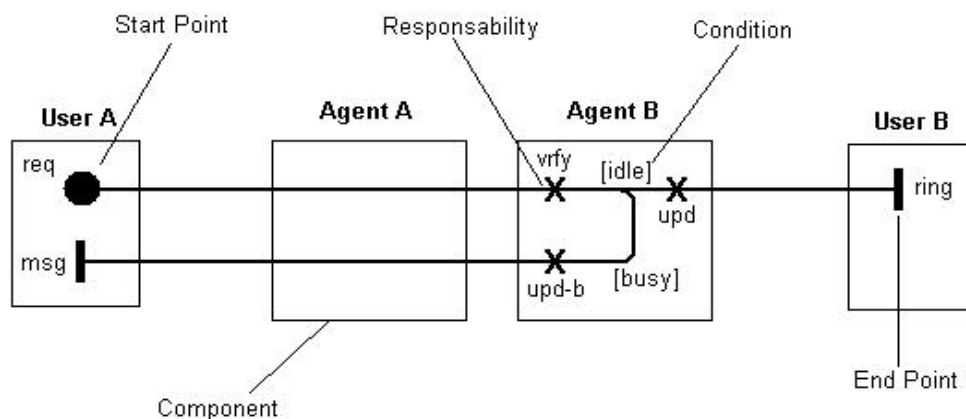 Start Point
Responsability
Condition
User A
Agent A
Agent B
User B
req
vrfy
[idle]
upd
ring
msg
upd-b
[busy]
End Point
Component